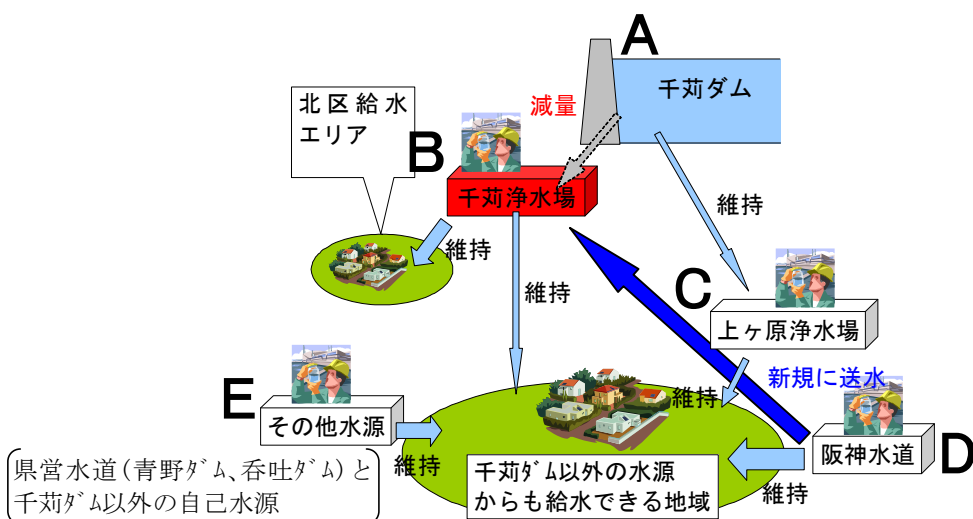 A
千苅ダム
減量
北区給水
エリア
B
千苅浄水場
維持
維持
維持
C
上ヶ原浄水場
新規に送水
維持
E
その他水源
維持
県営水道(青野ダム、呑吐ダム)と
千苅ダム以外の自己水源
千苅ダム以外の水源
からも給水できる地域
維持
阪神水道
D